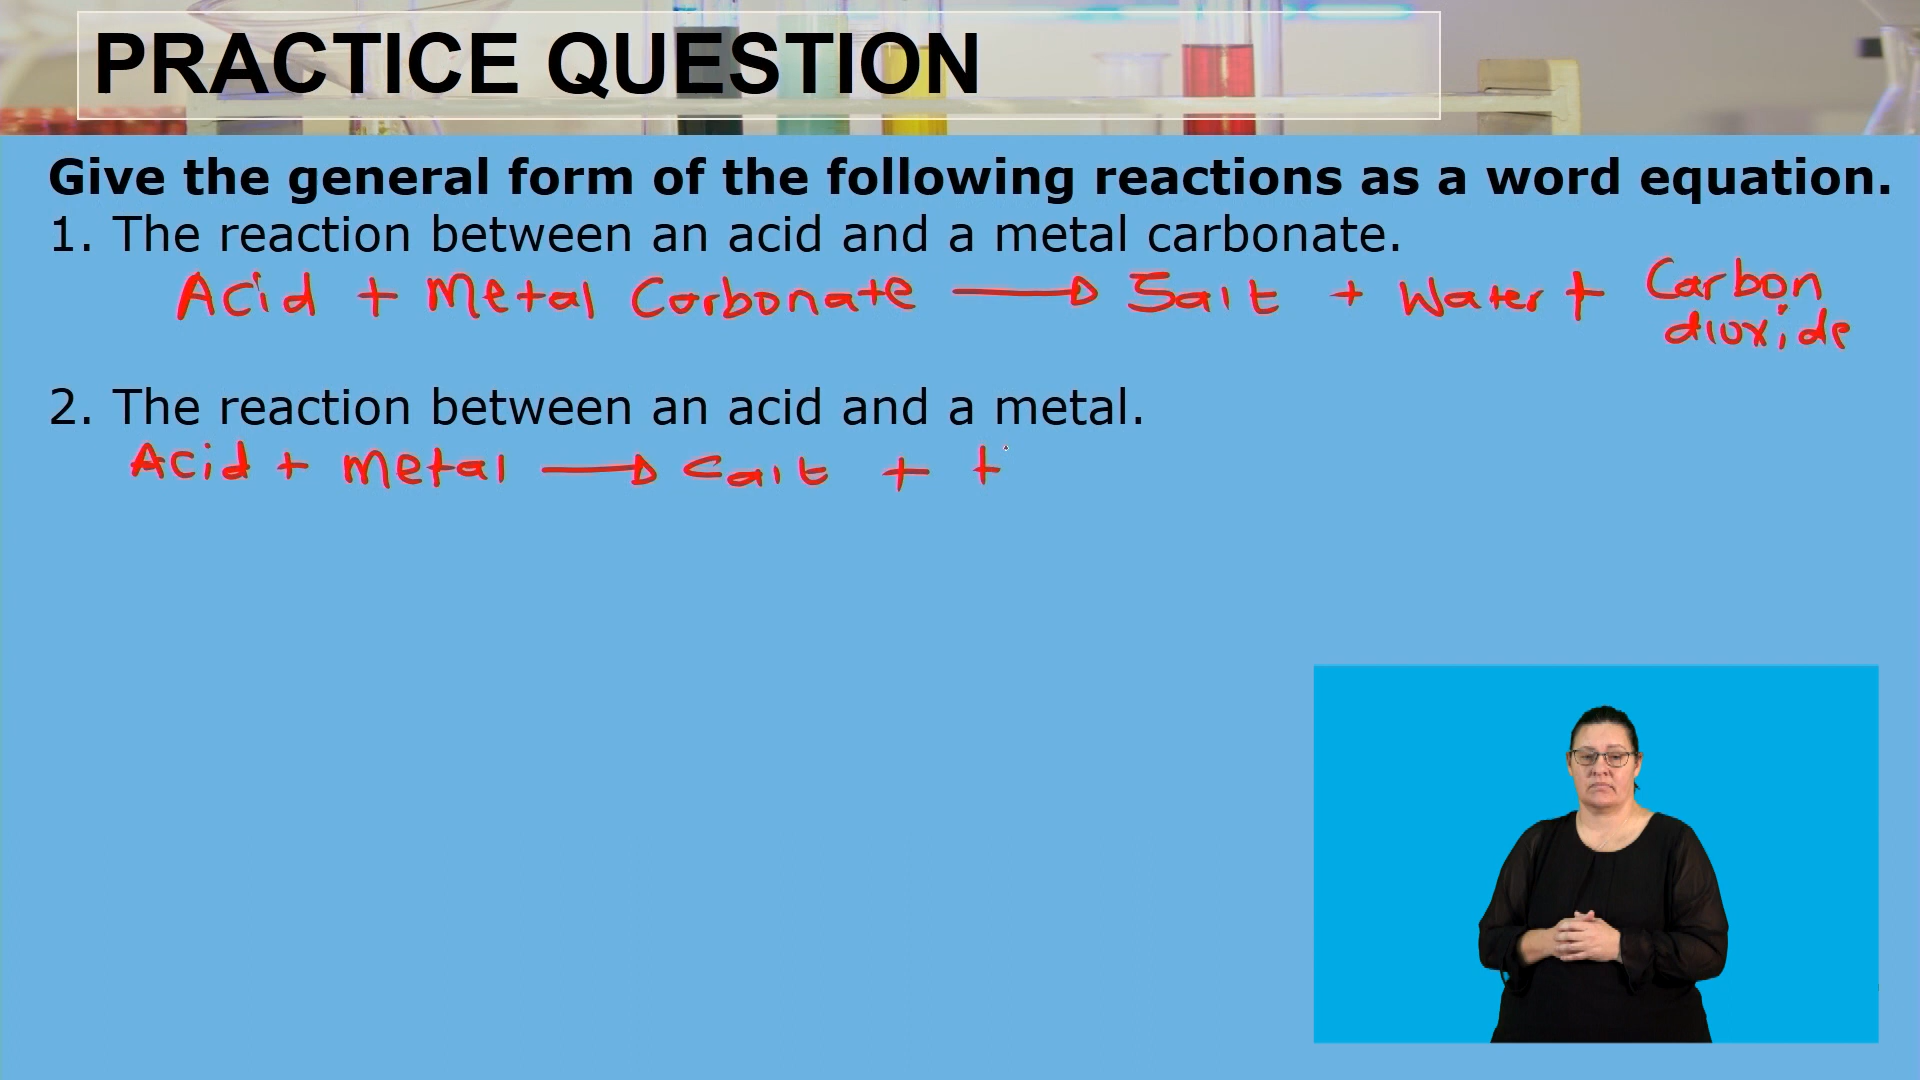 PRACTICE QUESTION
Give the general form of the following reactions as a word equation.
1. The reaction between an acid and a metal carbonate.
Acid + Metal Carbonate → Salt + Water + Carbon
dioxide
2. The reaction between an acid and a metal.
Acid + metal → Salt +